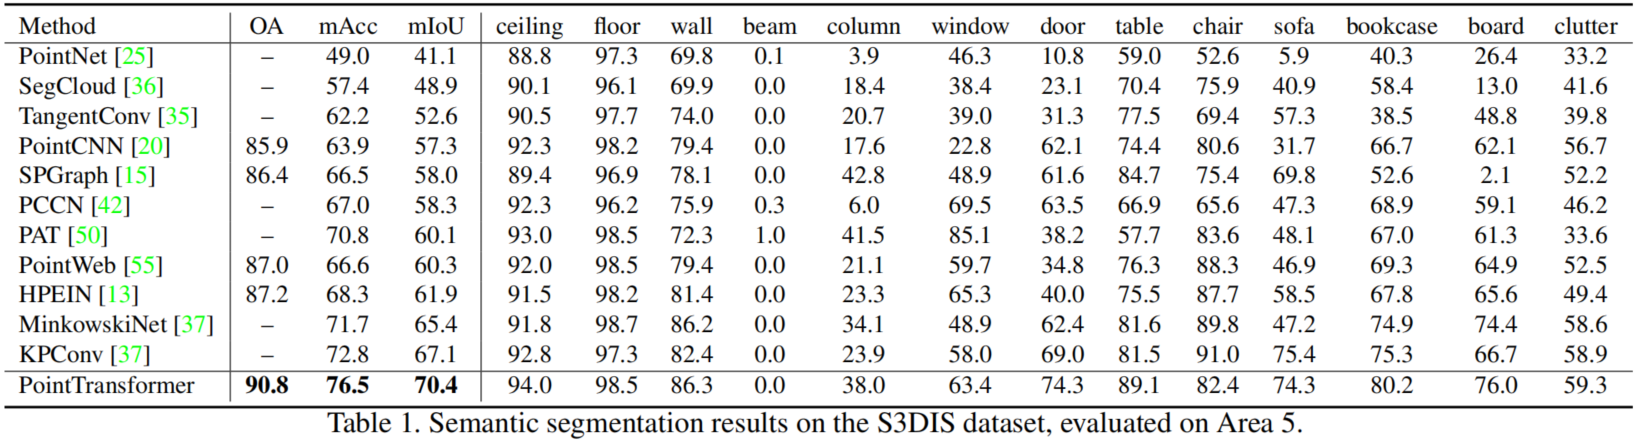 Method OA mAcc mIoU ceiling floor wall beam column window door table chair sofa bookcase board clutter
PointNet [25] – 49.0 41.1 88.8 97.3 69.8 0.1 3.9 46.3 10.8 59.0 52.6 5.9 40.3 26.4 33.2
SegCloud [36] – 57.4 48.9 90.1 96.1 69.9 0.0 18.4 38.4 23.1 70.4 75.9 40.9 58.4 13.0 41.6
TangentConv [35] – 62.2 52.6 90.5 97.7 74.0 0.0 20.7 39.0 31.3 77.5 69.4 57.3 38.5 48.8 39.8
PointCNN [20] 85.9 63.9 57.3 92.3 98.2 79.4 0.0 17.6 22.8 62.1 74.4 80.6 31.7 66.7 62.1 56.7
SPGraph [15] 86.4 66.5 58.0 89.4 96.9 78.1 0.0 42.8 48.9 61.6 84.7 75.4 69.8 52.6 2.1 52.2
PCCN [42] – 67.0 58.3 92.3 96.2 75.9 0.3 6.0 69.5 63.5 66.9 65.6 47.3 68.9 59.1 46.2
PAT [50] – 70.8 60.1 93.0 98.5 72.3 1.0 41.5 85.1 38.2 57.7 83.6 48.1 67.0 61.3 33.6
PointWeb [55] 87.0 66.6 60.3 92.0 98.5 79.4 0.0 21.1 59.7 34.8 76.3 88.3 46.9 69.3 64.9 52.5
HPEIN [13] 87.2 68.3 61.9 91.5 98.2 81.4 0.0 23.3 65.3 40.0 75.5 87.7 58.5 67.8 65.6 49.4
MinkowskiNet [37] – 71.7 65.4 91.8 98.7 86.2 0.0 34.1 48.9 62.4 81.6 89.8 47.2 74.9 74.4 58.6
KPConv [37] – 72.8 67.1 92.8 97.3 82.4 0.0 23.9 58.0 69.0 81.5 91.0 75.4 75.3 66.7 58.9
PointTransformer 90.8 76.5 70.4 94.0 98.5 86.3 0.0 38.0 63.4 74.3 89.1 82.4 74.3 80.2 76.0 59.3
Table 1. Semantic segmentation results on the S3DIS dataset, evaluated on Area 5.